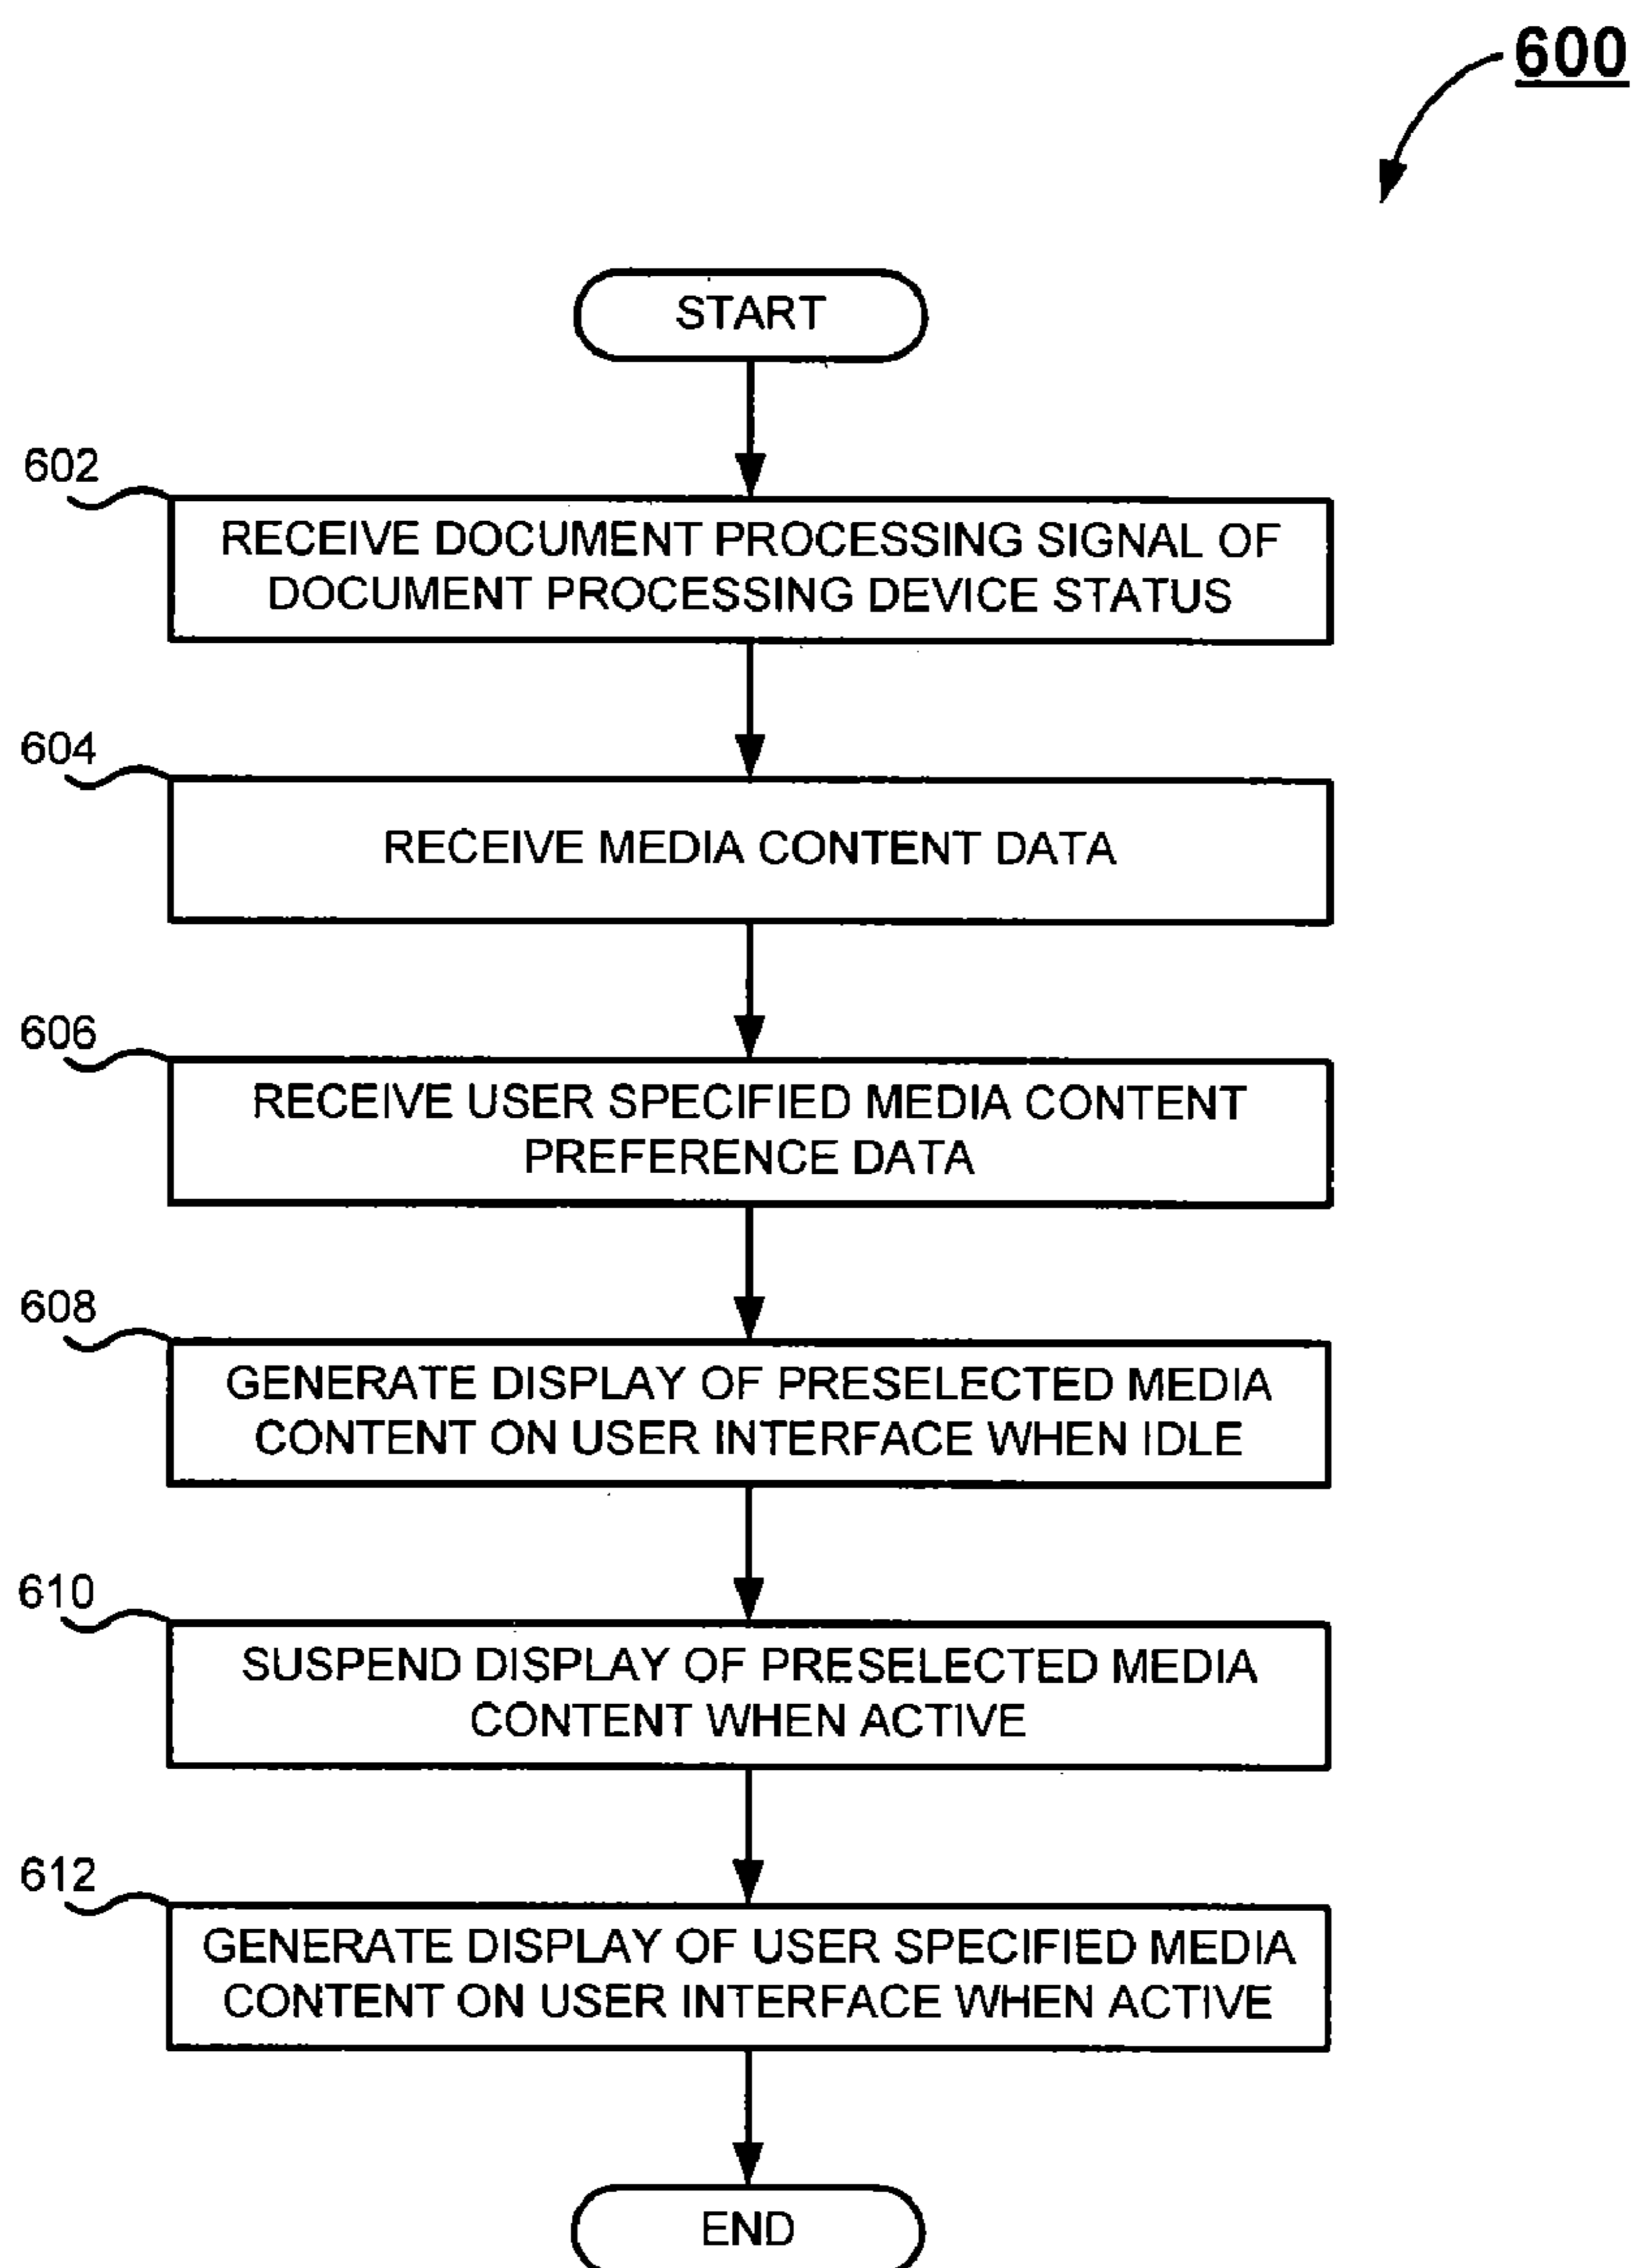 600
START
602
RECEIVE DOCUMENT PROCESSING SIGNAL OF
DOCUMENT PROCESSING DEVICE STATUS
604
RECEIVE MEDIA CONTENT DATA
606
RECEIVE USER SPECIFIED MEDIA CONTENT
PREFERENCE DATA
608
GENERATE DISPLAY OF PRESELECTED MEDIA
CONTENT ON USER INTERFACE WHEN IDLE
610
SUSPEND DISPLAY OF PRESELECTED MEDIA
CONTENT WHEN ACTIVE
612
GENERATE DISPLAY OF USER SPECIFIED MEDIA
CONTENT ON USER INTERFACE WHEN ACTIVE
END